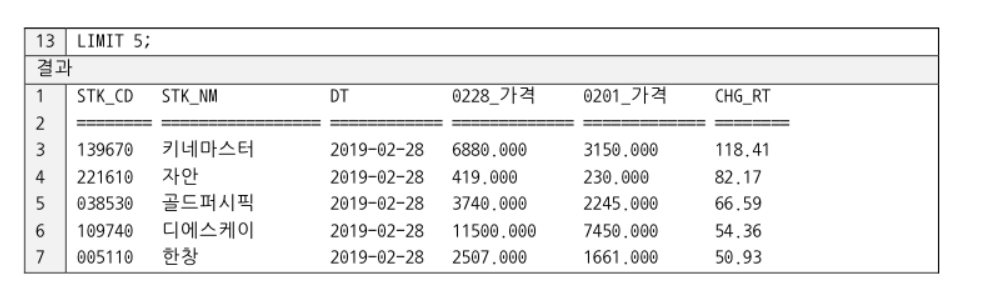 13 LIMIT 5;
결과
1 STK_CD STK_NM DT 0228_가격 0201_가격 CHG_RT
2 ======== ================= ============ ============= ============= ========
3 139670 키네마스터 2019-02-28 6880.000 3150.000 118.41
4 221610 자안 2019-02-28 419.000 230.000 82.17
5 038530 골드퍼시픽 2019-02-28 3740.000 2245.000 66.59
6 109740 디에스케이 2019-02-28 11500.000 7450.000 54.36
7 005110 한창 2019-02-28 2507.000 1661.000 50.93